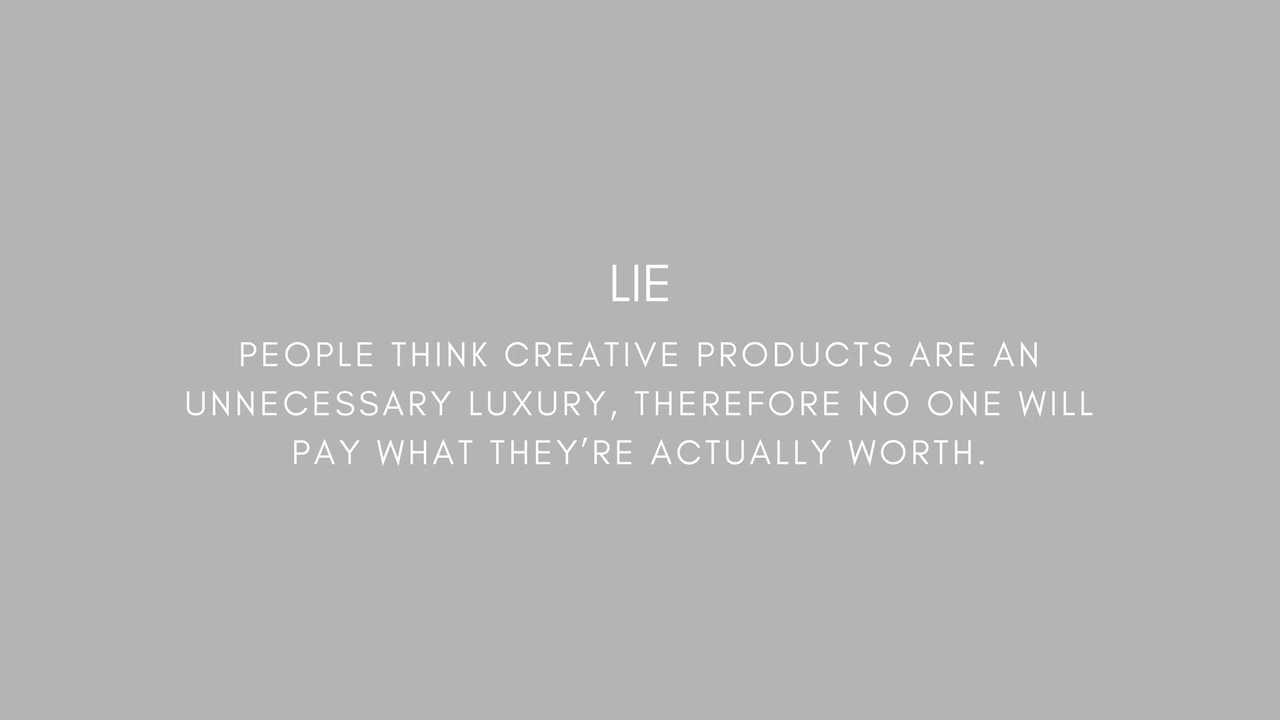 LIE
PEOPLE THINK CREATIVE PRODUCTS ARE AN
UNNECESSARY LUXURY, THEREFORE NO ONE WILL
PAY WHAT THEY’RE ACTUALLY WORTH.